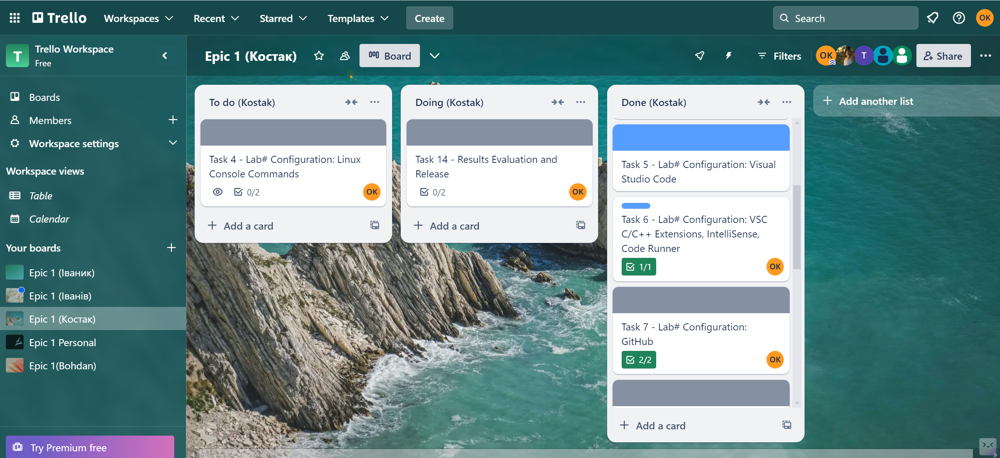 Trello
Workspaces
Recent
Starred
Templates
Create
Search
OK
T
Trello Workspace
Free
Epic 1 (Костак)
Board
Filters
OK
T
Share
Boards
Members
Workspace settings
Workspace views
Table
Calendar
Your boards
Epic 1 (Іваник)
Epic 1 (Іванів)
Epic 1 (Костак)
Epic 1 Personal
Epic 1(Bohdan)
Try Premium free
To do (Kostak)
Task 4 - Lab# Configuration: Linux
Console Commands
0/2
OK
Add a card
Doing (Kostak)
Task 14 - Results Evaluation and
Release
0/2
OK
Add a card
Done (Kostak)
Task 5 - Lab# Configuration: Visual
Studio Code
Task 6 - Lab# Configuration: VSC
C/C++ Extensions, IntelliSense,
Code Runner
1/1
OK
Task 7 - Lab# Configuration:
GitHub
2/2
OK
Add a card
Add another list